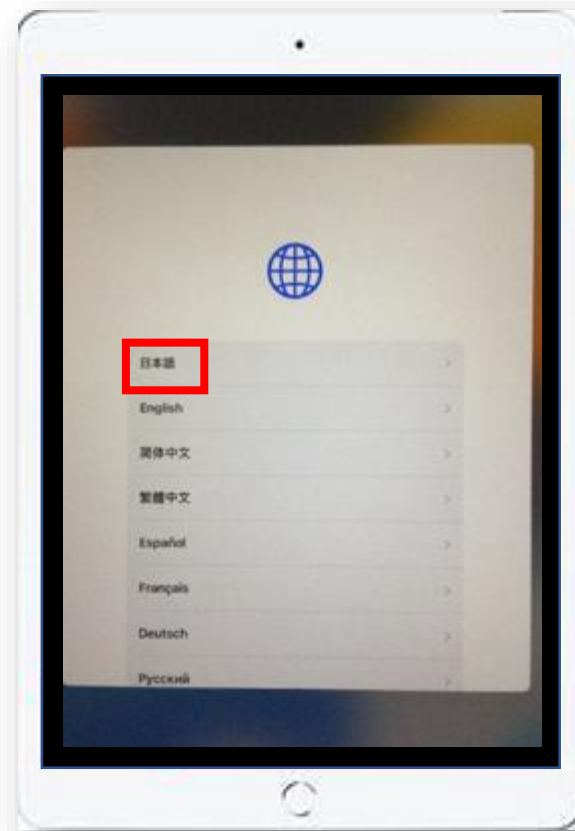 日本語
English
简体中文
繁體中文
Español
Français
Deutsch
Русский